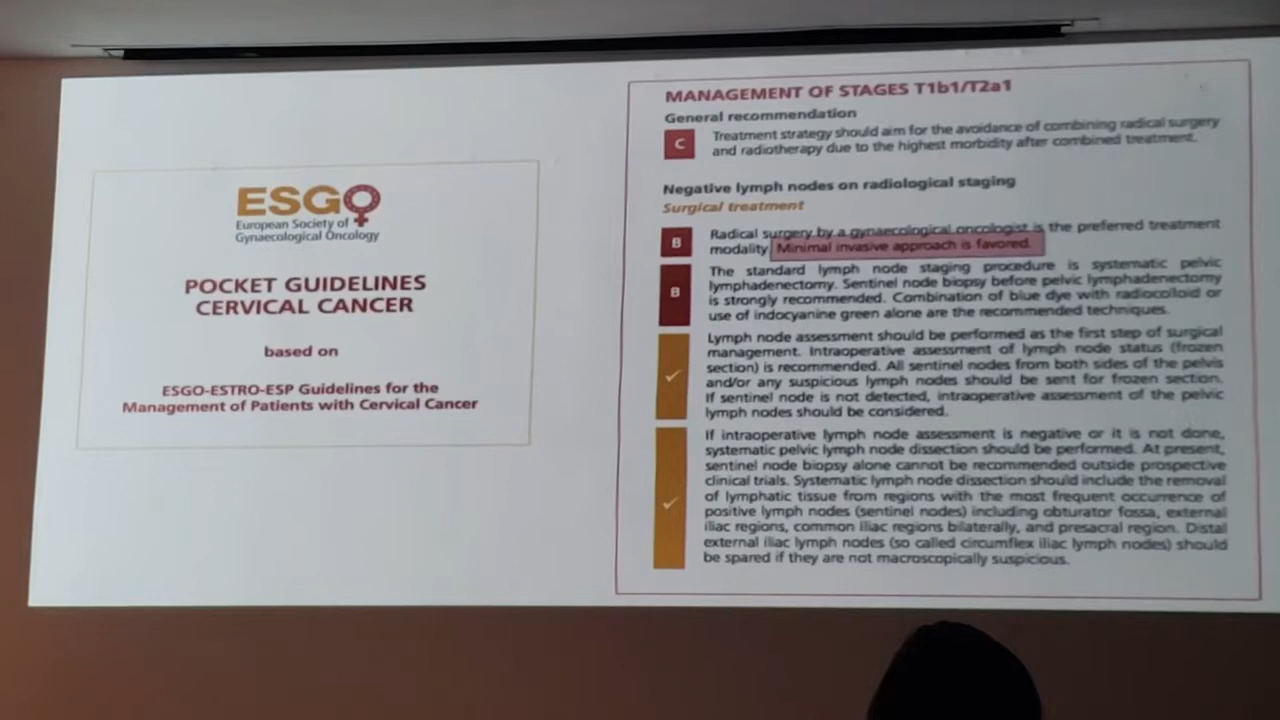 ESGO
European Society of
Gynaecological Oncology
POCKET GUIDELINES
CERVICAL CANCER
based on
ESGO-ESTRO-ESP Guidelines for the
Management of Patients with Cervical Cancer
MANAGEMENT OF STAGES T1b1/T2a1
General recommendation
C
Treatment strategy should aim for the avoidance of combining radical surgery
and radiotherapy due to the highest morbidity after combined treatment.
Negative lymph nodes on radiological staging
Surgical treatment
B
Radical surgery by a gynaecological oncologist is the preferred treatment
modality. Minimal invasive approach is favored.
B
The standard lymph node staging procedure is systematic pelvic
lymphadenectomy. Sentinel node biopsy before pelvic lymphadenectomy
is strongly recommended. Combination of blue dye with radiocolloid or
use of indocyanine green alone are the recommended techniques.
✓
Lymph node assessment should be performed as the first step of surgical
management. Intraoperative assessment of lymph node status (frozen
section) is recommended. All sentinel nodes from both sides of the pelvis
and/or any suspicious lymph nodes should be sent for frozen section.
If sentinel node is not detected, intraoperative assessment of the pelvic
lymph nodes should be considered.
✓
If intraoperative lymph node assessment is negative or it is not done,
systematic pelvic lymph node dissection should be performed. At present,
sentinel node biopsy alone cannot be recommended outside prospective
clinical trials. Systematic lymph node dissection should include the removal
of lymphatic tissue from regions with the most frequent occurrence of
positive lymph nodes (sentinel nodes) including obturator fossa, external
iliac regions, common iliac regions bilaterally, and presacral region. Distal
external iliac lymph nodes (so called circumflex iliac lymph nodes) should
be spared if they are not macroscopically suspicious.